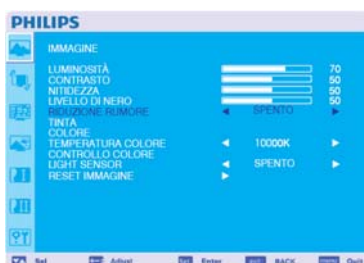 PHILIPS
IMMAGINE
LUMINOSITÀ 70
CONTRASTO 50
NITIDEZZA 50
LIVELLO DI NERO 50
RIDUZIONE RUMORE SPENTO
TINTA
COLORE
TEMPERATURA COLORE 10000K
CONTROLLO COLORE
LIGHT SENSOR SPENTO
RESET IMMAGINE
Sel Adjust Enter BACK